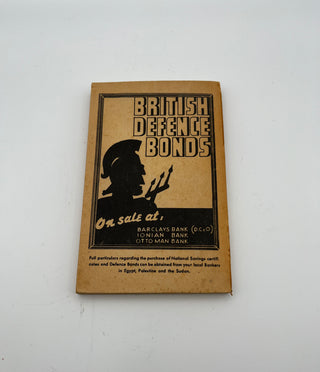 BRITISH
DEFENCE
BONDS
On sale at,
BARCLAYS BANK (D.C&O)
IONIAN BANK
OTTOMAN BANK
Full particulars regarding the purchase of National Savings certifi-
cates and Defence Bonds can be obtained from your local Bankers
in Egypt, Palestine and the Sudan.